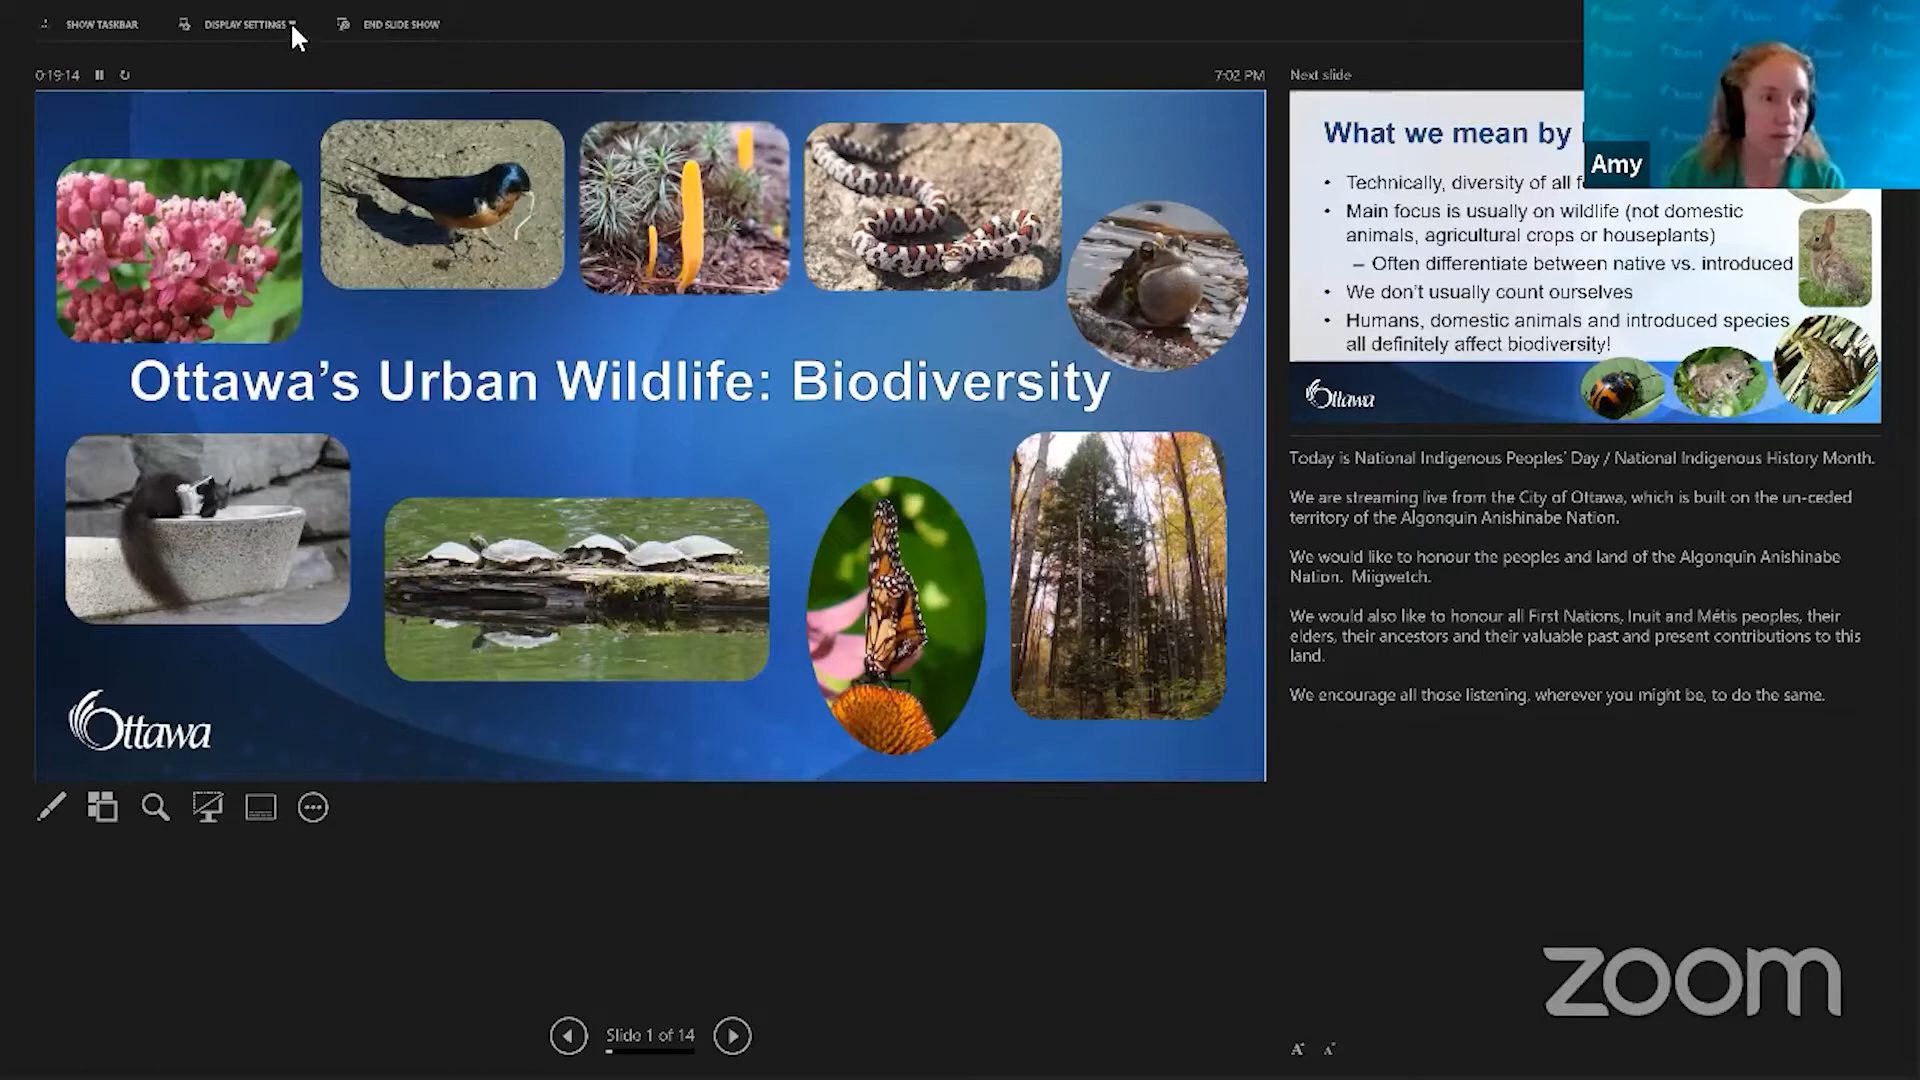 SHOW TASKBAR
DISPLAY SETTINGS
END SLIDE SHOW
0:19:14
7:02 PM
Next slide
Ottawa's Urban Wildlife: Biodiversity
Ottawa
What we mean by
• Technically, diversity of all
• Main focus is usually on wildlife (not domestic
animals, agricultural crops or houseplants)
– Often differentiate between native vs. introduced
• We don't usually count ourselves
• Humans, domestic animals and introduced species
all definitely affect biodiversity!
Ottawa
Amy
Today is National Indigenous Peoples' Day / National Indigenous History Month.
We are streaming live from the City of Ottawa, which is built on the un-ceded
territory of the Algonquin Anishinabe Nation.
We would like to honour the peoples and land of the Algonquin Anishinabe
Nation. Miigwetch.
We would also like to honour all First Nations, Inuit and Métis peoples, their
elders, their ancestors and their valuable past and present contributions to this
land.
We encourage all those listening, wherever you might be, to do the same.
Slide 1 of 14
A A
zoom